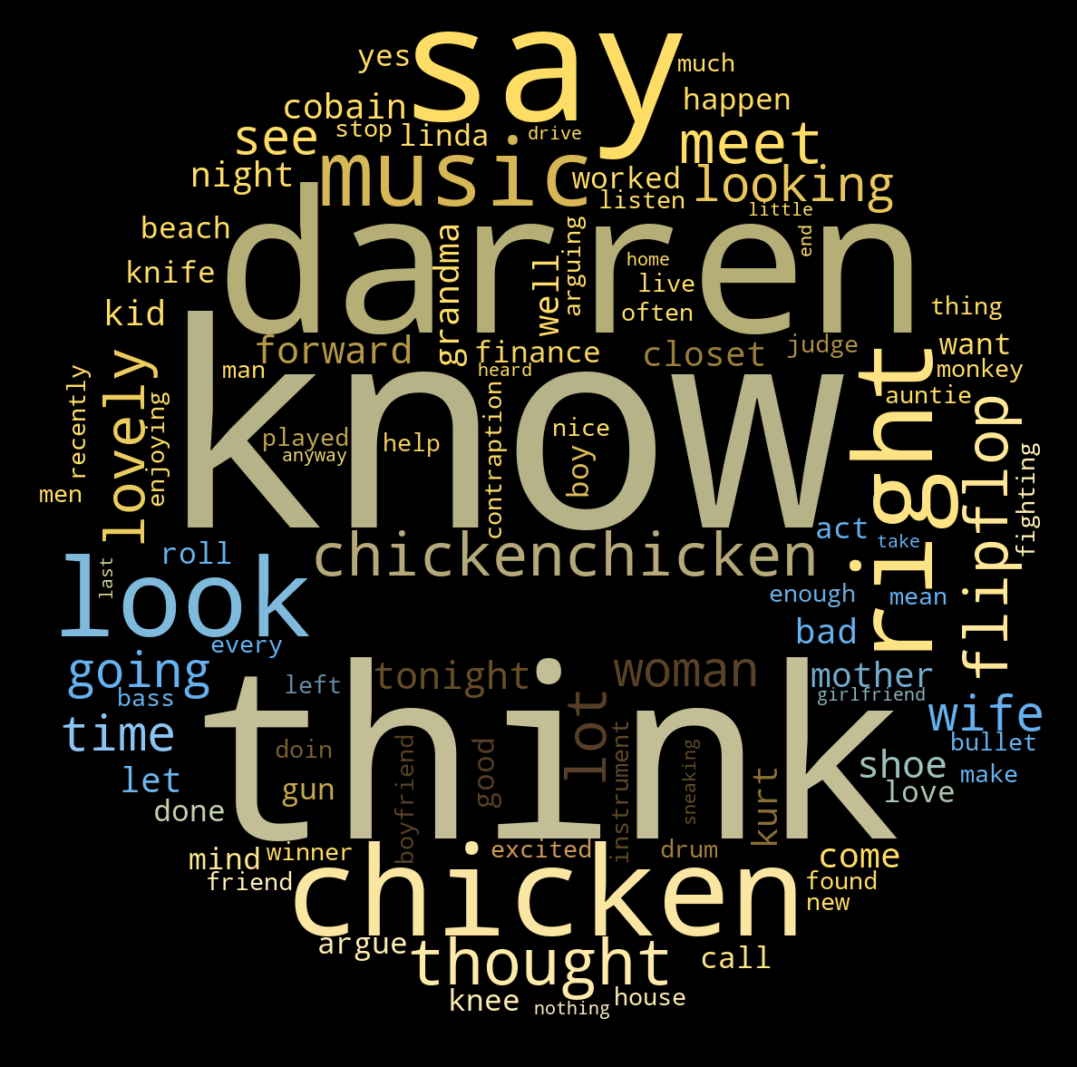 say
yes
much
cobain
happen
see
stop
linda
drive
meet
music
night
worked
looking
listen
little
beach
darren
grandma
arguing
end
well
home
knife
live
often
kid
thing
know
forward
finance
closet
judge
want
man
heard
monkey
lovely
right
recently
enjoying
contraption
auntie
flipflop
played
anyway
help
nice
boy
fighting
men
chickenchicken
act
take
roll
last
look
enough
mean
every
bad
going
bass
left
tonight
woman
mother
girlfriend
think
lot
time
wife
bullet
doin
boyfriend
good
instrument
sneaking
kurt
shoe
make
let
gun
love
done
mind
winner
excited
drum
come
friend
chicken
found
new
argue
thought
call
knee
nothing
house